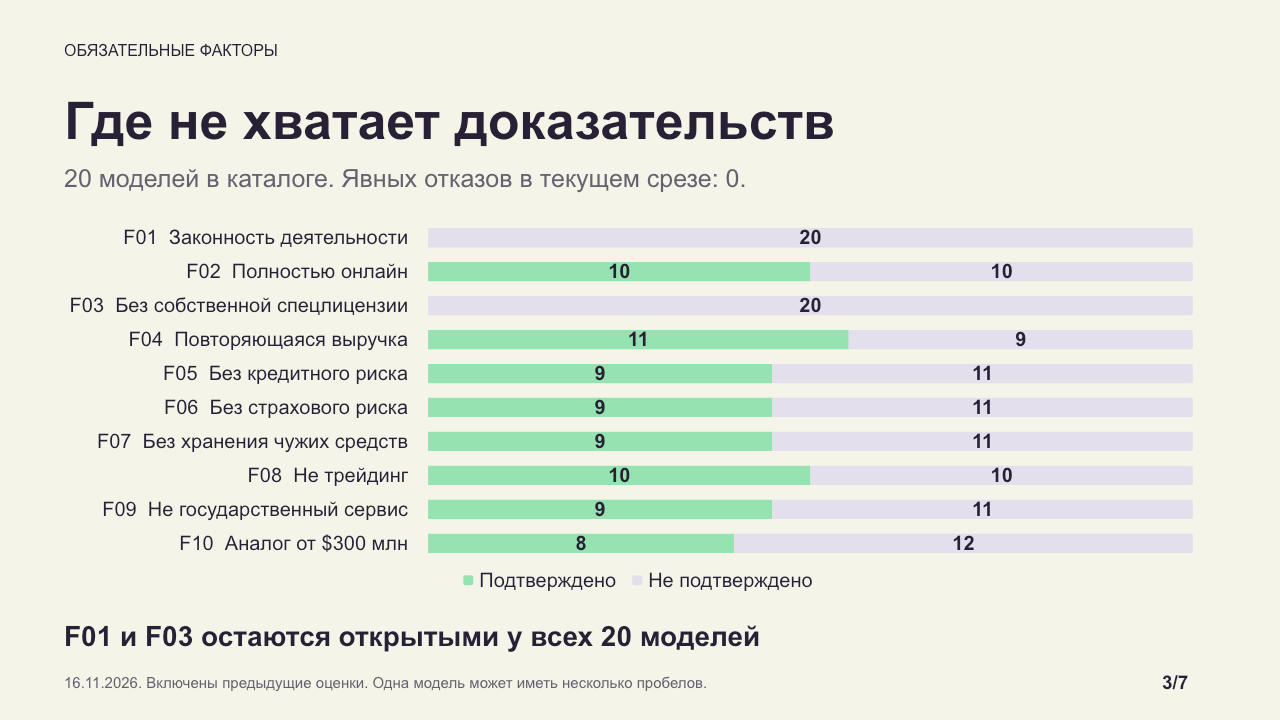 ОБЯЗАТЕЛЬНЫЕ ФАКТОРЫ
Где не хватает доказательств
20 моделей в каталоге. Явных отказов в текущем срезе: 0.
F01 Законность деятельности 20
F02 Полностью онлайн 10 10
F03 Без собственной спецлицензии 20
F04 Повторяющаяся выручка 11 9
F05 Без кредитного риска 9 11
F06 Без страхового риска 9 11
F07 Без хранения чужих средств 9 11
F08 Не трейдинг 10 10
F09 Не государственный сервис 9 11
F10 Аналог от $300 млн 8 12
Подтверждено Не подтверждено
F01 и F03 остаются открытыми у всех 20 моделей
16.11.2026. Включены предыдущие оценки. Одна модель может иметь несколько пробелов.
3/7